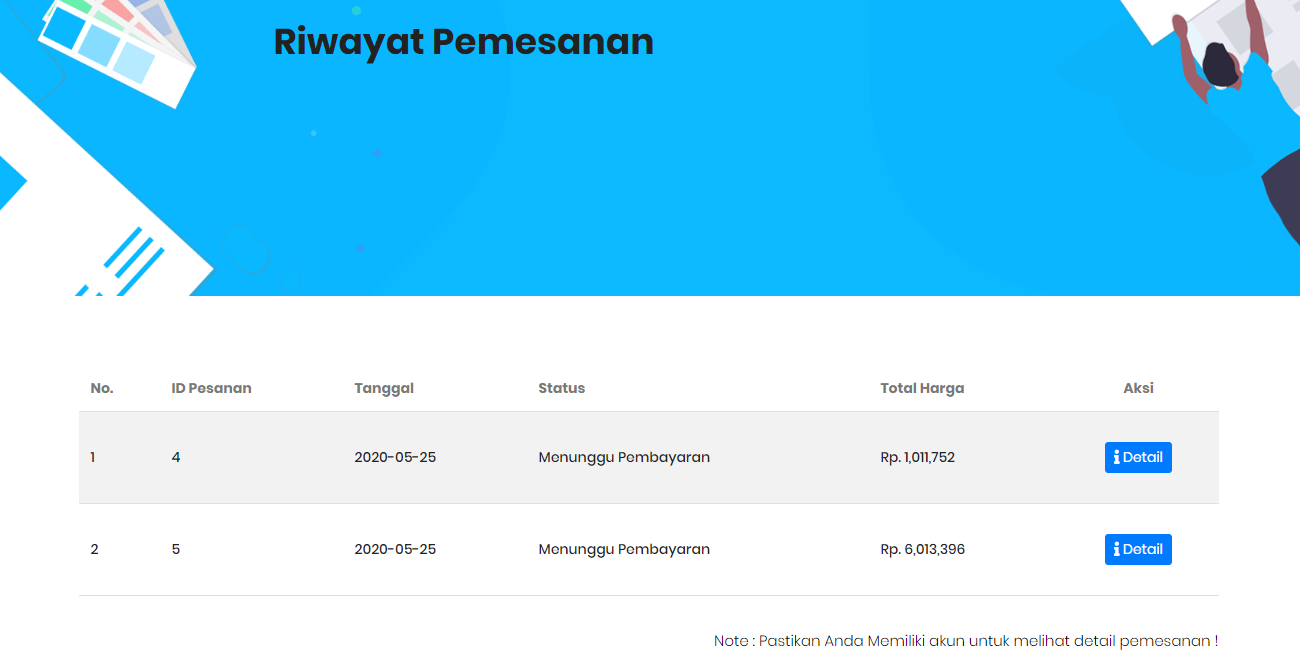 Riwayat Pemesanan
No. ID Pesanan Tanggal Status Total Harga Aksi
1 4 2020-05-25 Menunggu Pembayaran Rp. 1,011,752 Detail
2 5 2020-05-25 Menunggu Pembayaran Rp. 6,013,396 Detail
Note : Pastikan Anda Memiliki akun untuk melihat detail pemesanan !